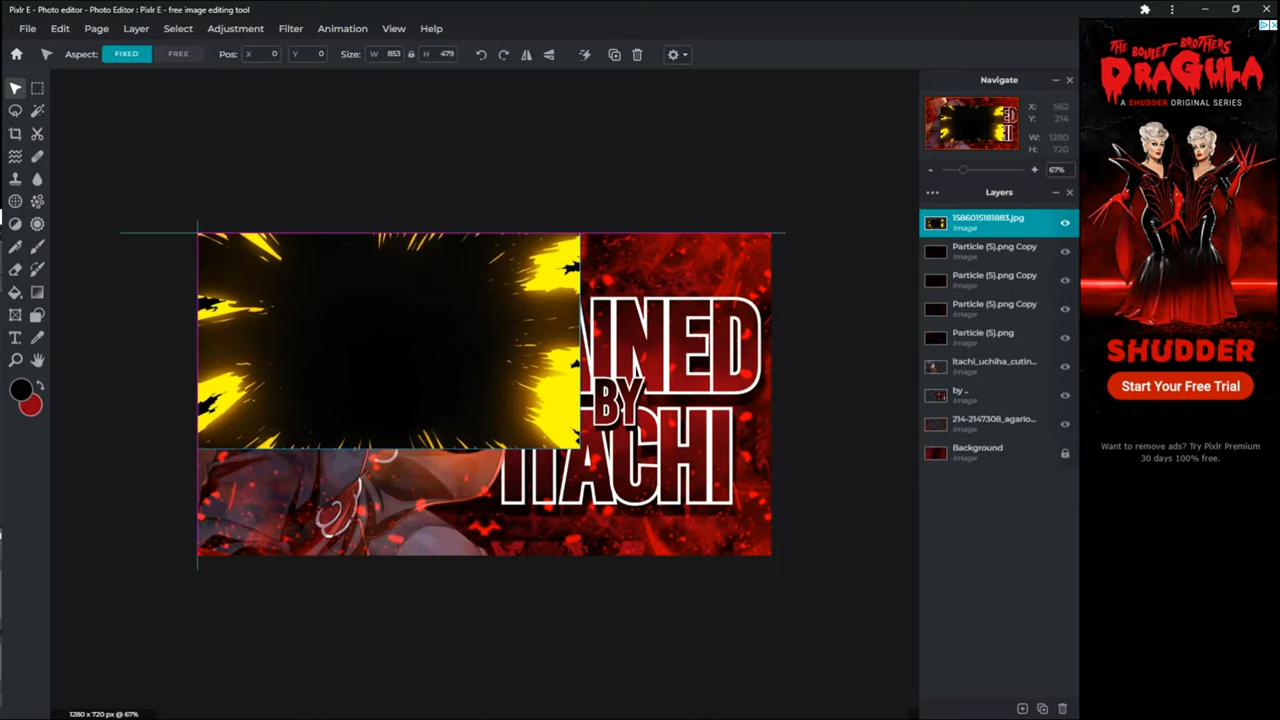 Pixlr E - Photo editor - Photo Editor : Pixlr E - free image editing tool
File Edit Page Layer Select Adjustment Filter Animation View Help
Aspect: FIXED FREE Pos: X 0 Y 0 Size: W 853 H 479
Navigate
X: 562
Y: 214
W: 1280
H: 720
- + 67%
Layers
1586015181883.jpg
Image
Particle (5).png Copy
Image
Particle (5).png Copy
Image
Particle (5).png Copy
Image
Particle (5).png
Image
itachi_uchiha_cutin...
Image
by ..
Image
214-2147308_agario...
Image
Background
Image
INED
BY
ITACHI
1280 x 720 px @ 67%
THE BOULET BROTHERS
DRAGULA
A SHUDDER ORIGINAL SERIES
SHUDDER
Start Your Free Trial
Want to remove ads? Try Pixlr Premium
30 days 100% free.